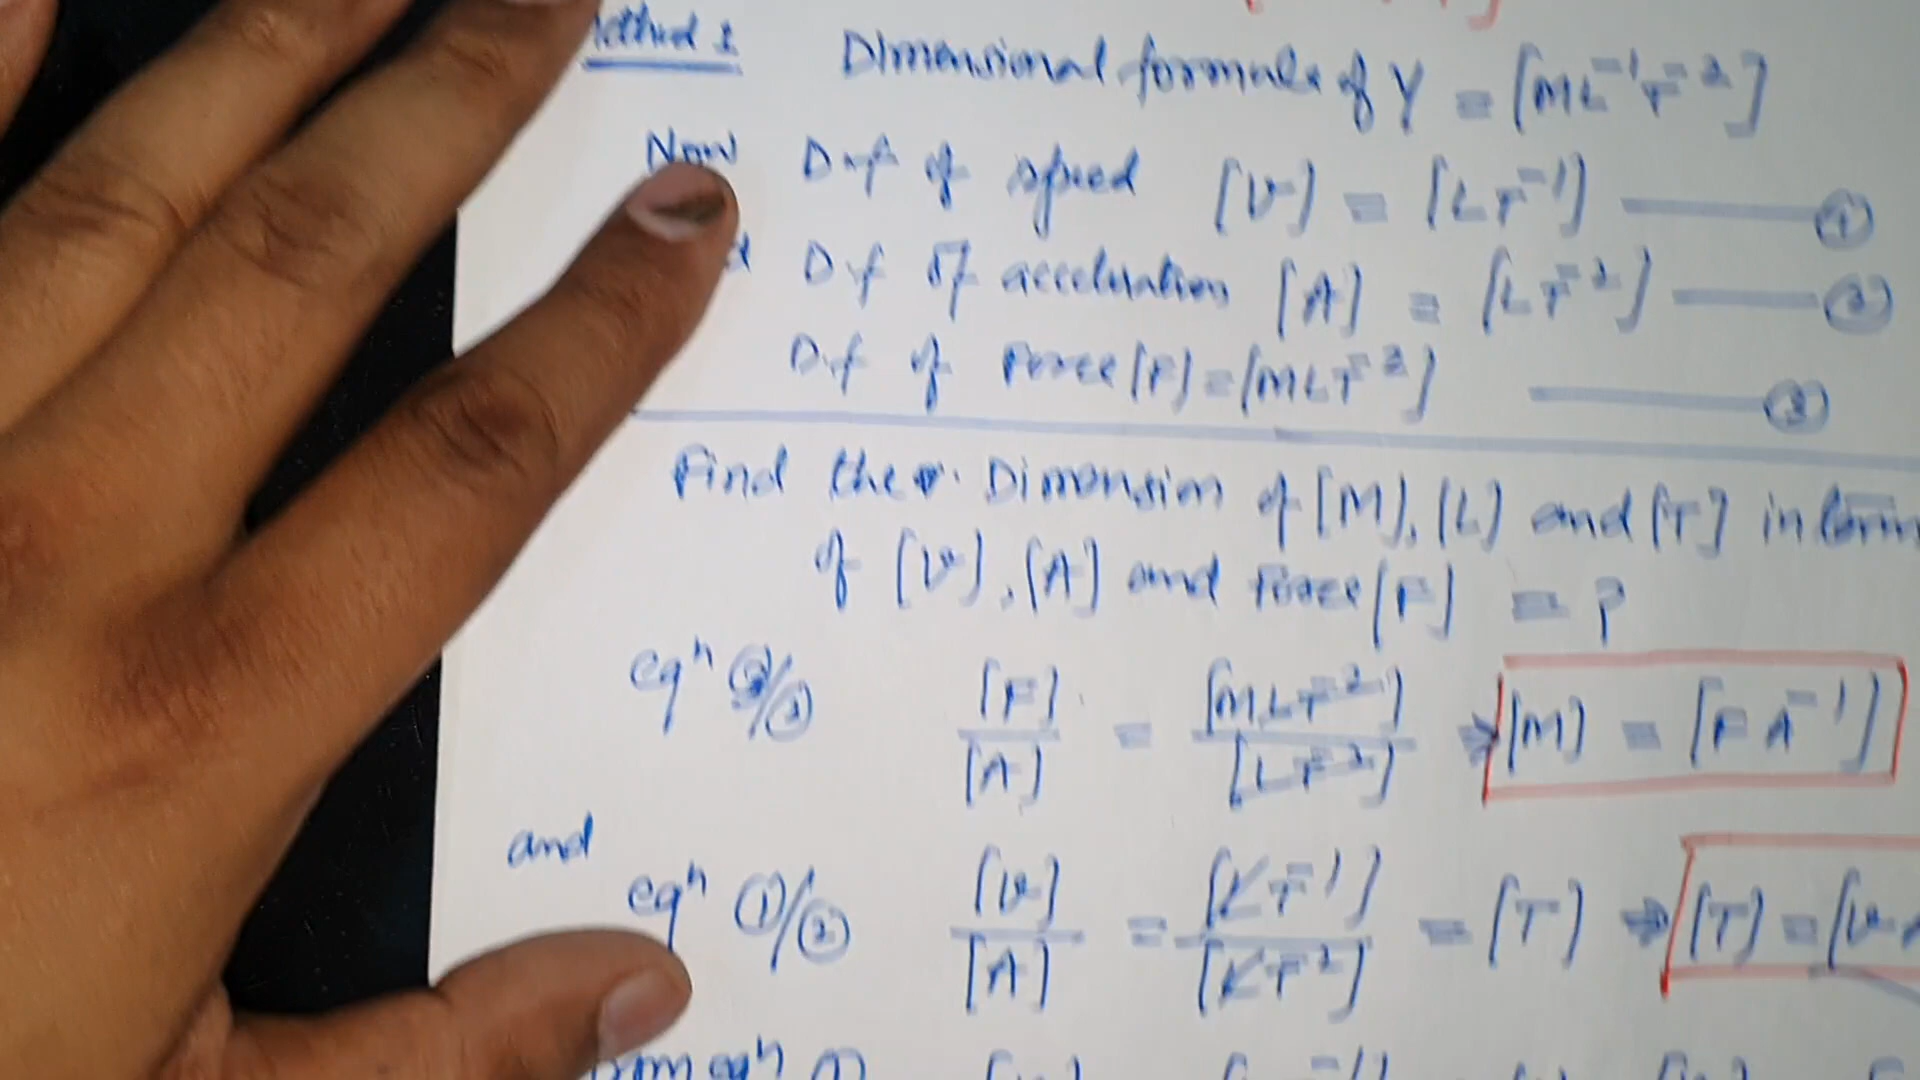 Method 1 Dimensional formula of Y = [ML⁻¹T⁻²]
Now D.f of speed [v] = [LT⁻¹] ——— ①
D.f of acceleration [A] = [LT⁻²] ——— ②
D.f of Force [F] = [MLT⁻²] ——— ③
Find the Dimension of [M], [L] and [T] in term
of [v], [A] and Force [F] = ?
eqⁿ ③/② [F]/[A] = [MLT⁻²]/[LT⁻²] ⇒ [M] = [FA⁻¹]
and
eqⁿ ①/② [v]/[A] = [LT⁻¹]/[LT⁻²] = [T] ⇒ [T] = [v